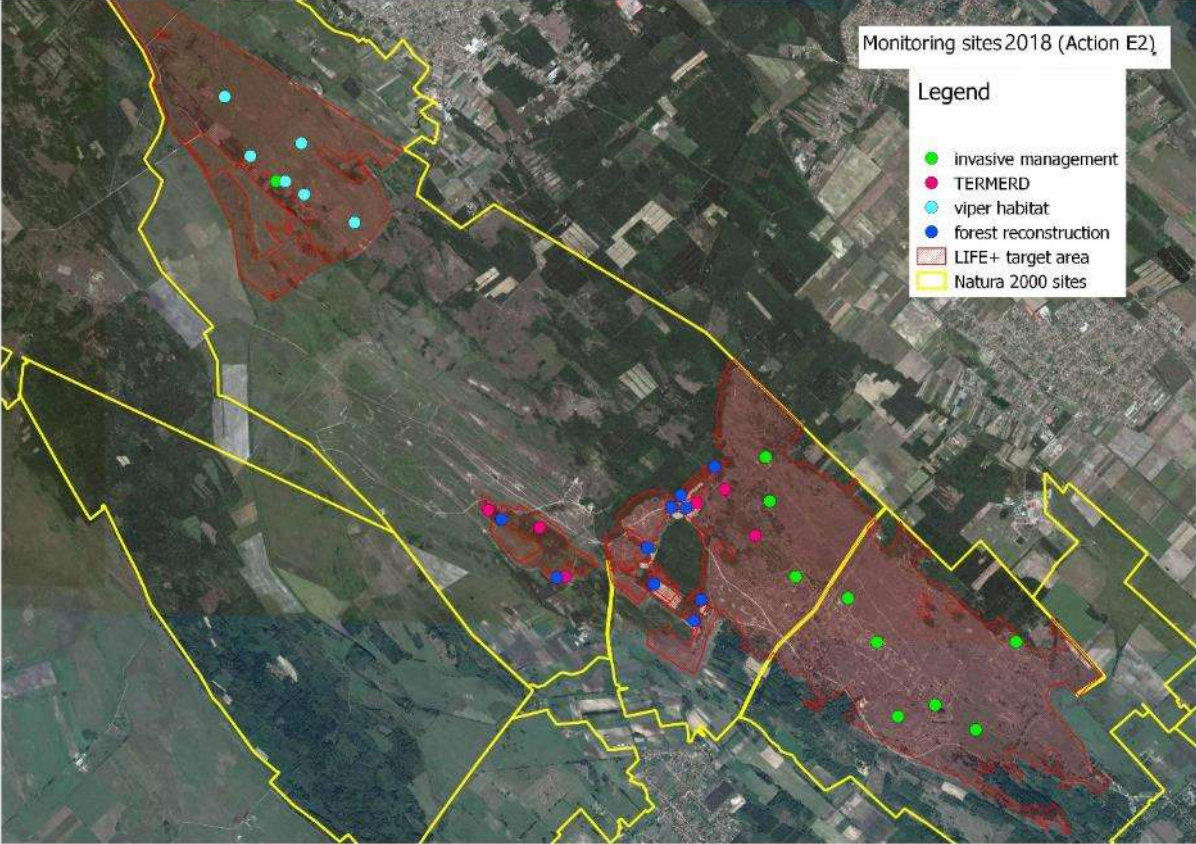 Monitoring sites 2018 (Action E2)
Legend
invasive management
TERMERD
viper habitat
forest reconstruction
LIFE+ target area
Natura 2000 sites